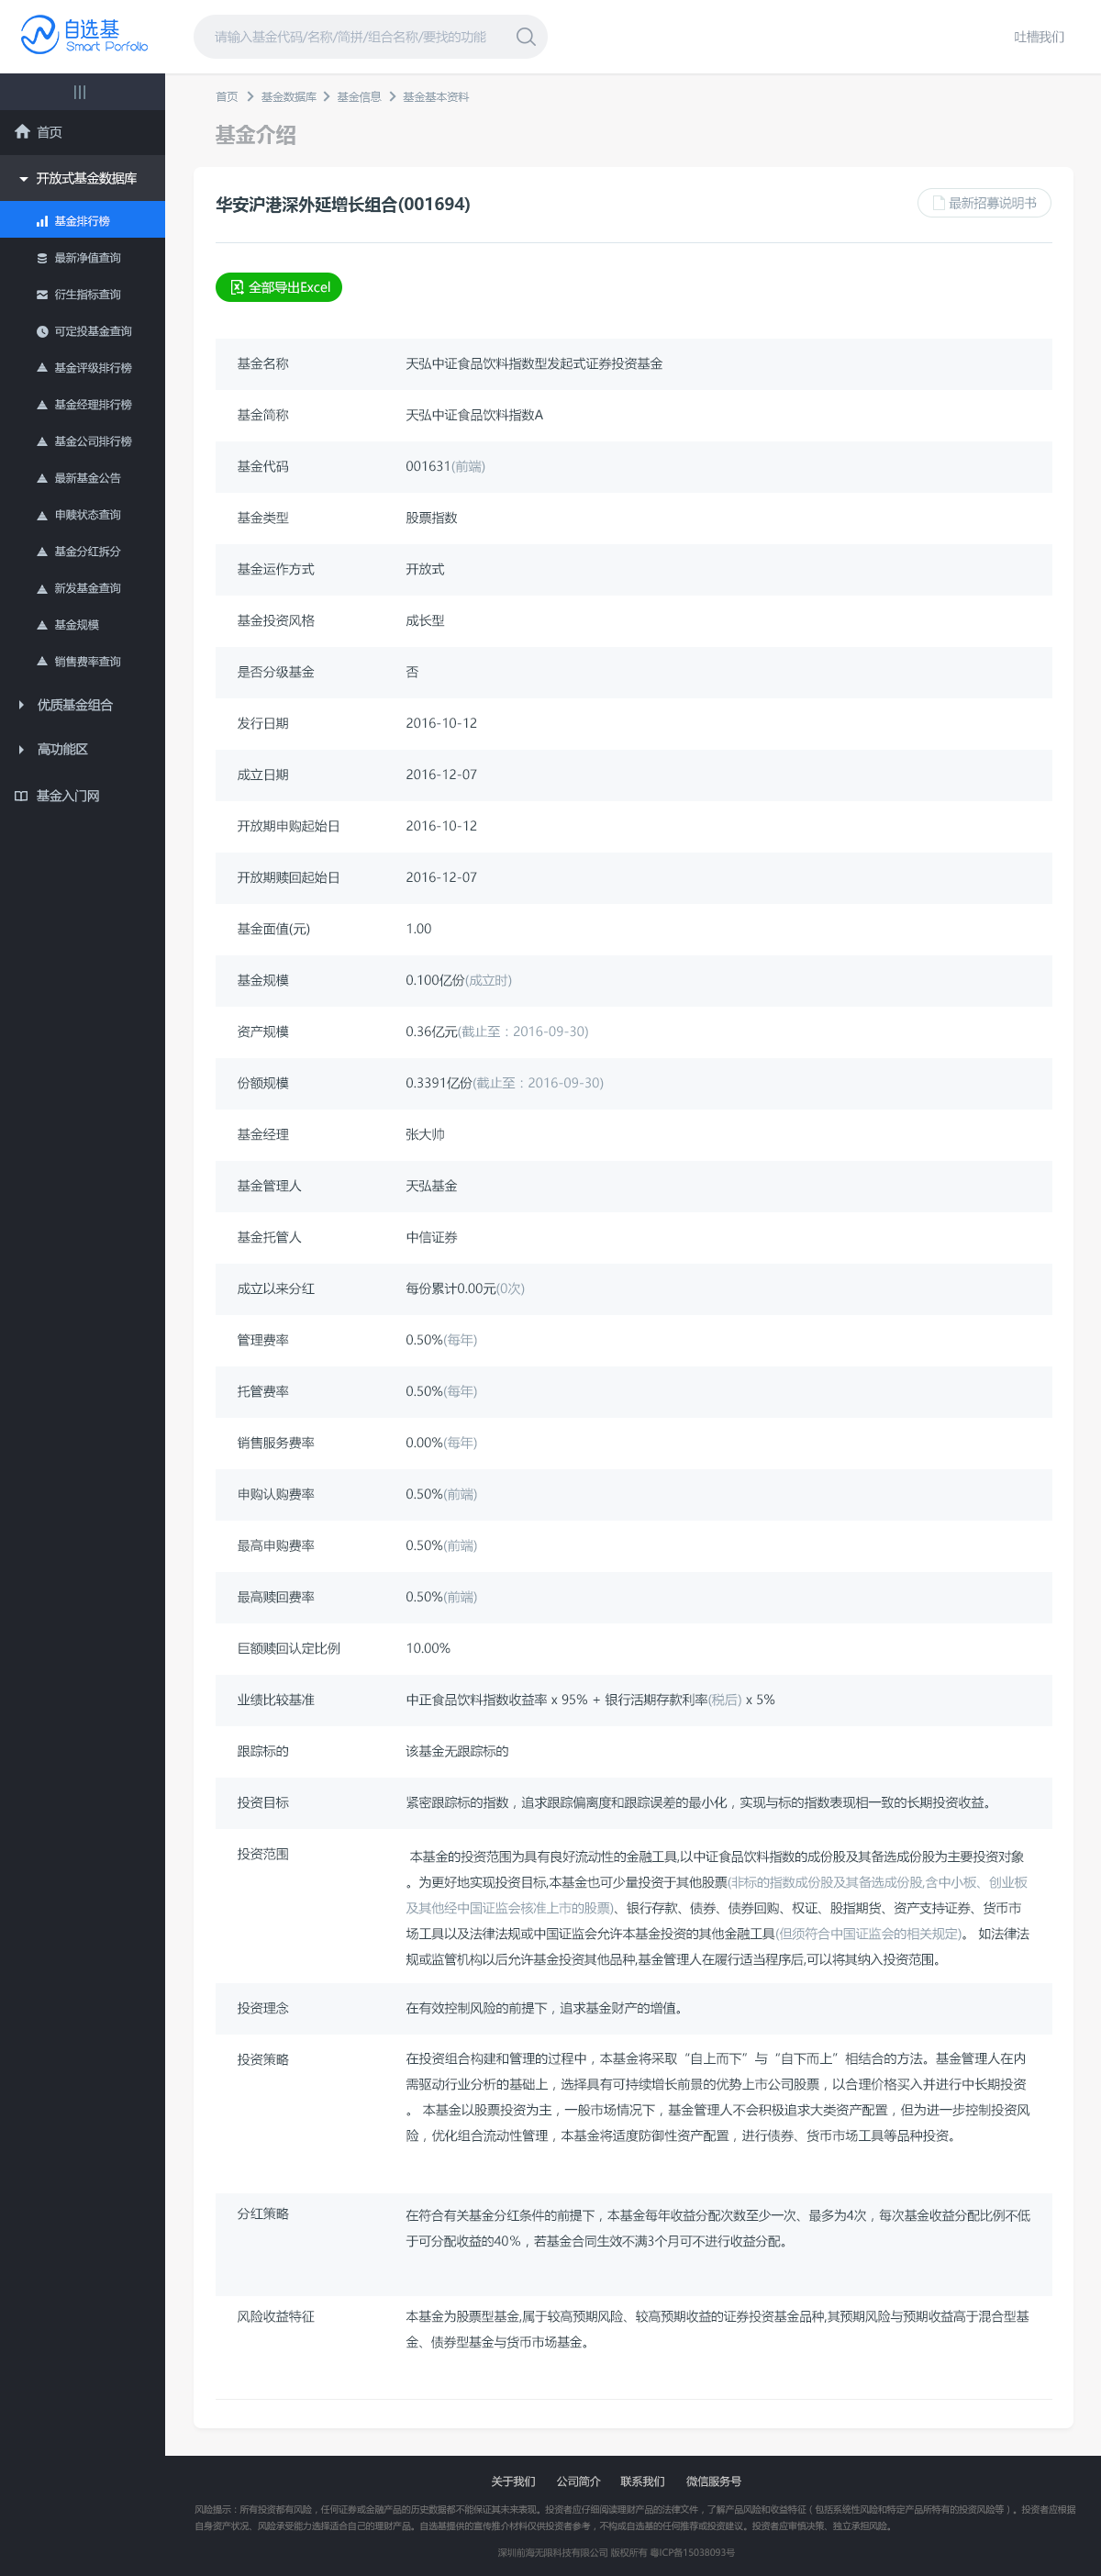 自选基
Smart Porfolio
请输入基金代码/名称/简拼/组合名称/要找的功能
吐槽我们
首页
开放式基金数据库
基金排行榜
最新净值查询
衍生指标查询
可定投基金查询
基金评级排行榜
基金经理排行榜
基金公司排行榜
最新基金公告
申赎状态查询
基金分红拆分
新发基金查询
基金规模
销售费率查询
优质基金组合
高功能区
基金入门网
首页 基金数据库 基金信息 基金基本资料
基金介绍
华安沪港深外延增长组合(001694)
最新招募说明书
全部导出Excel
基金名称 天弘中证食品饮料指数型发起式证券投资基金
基金简称 天弘中证食品饮料指数A
基金代码 001631(前端)
基金类型 股票指数
基金运作方式 开放式
基金投资风格 成长型
是否分级基金 否
发行日期 2016-10-12
成立日期 2016-12-07
开放期申购起始日 2016-10-12
开放期赎回起始日 2016-12-07
基金面值(元) 1.00
基金规模 0.100亿份(成立时)
资产规模 0.36亿元(截止至：2016-09-30)
份额规模 0.3391亿份(截止至：2016-09-30)
基金经理 张大帅
基金管理人 天弘基金
基金托管人 中信证券
成立以来分红 每份累计0.00元(0次)
管理费率 0.50%(每年)
托管费率 0.50%(每年)
销售服务费率 0.00%(每年)
申购认购费率 0.50%(前端)
最高申购费率 0.50%(前端)
最高赎回费率 0.50%(前端)
巨额赎回认定比例 10.00%
业绩比较基准 中正食品饮料指数收益率 x 95% + 银行活期存款利率(税后) x 5%
跟踪标的 该基金无跟踪标的
投资目标 紧密跟踪标的指数，追求跟踪偏离度和跟踪误差的最小化，实现与标的指数表现相一致的长期投资收益。
投资范围 本基金的投资范围为具有良好流动性的金融工具,以中证食品饮料指数的成份股及其备选成份股为主要投资对象
。为更好地实现投资目标,本基金也可少量投资于其他股票(非标的指数成份股及其备选成份股,含中小板、创业板
及其他经中国证监会核准上市的股票)、银行存款、债券、债券回购、权证、股指期货、资产支持证券、货币市
场工具以及法律法规或中国证监会允许本基金投资的其他金融工具(但须符合中国证监会的相关规定)。 如法律法
规或监管机构以后允许基金投资其他品种,基金管理人在履行适当程序后,可以将其纳入投资范围。
投资理念 在有效控制风险的前提下，追求基金财产的增值。
投资策略 在投资组合构建和管理的过程中，本基金将采取“自上而下”与“自下而上”相结合的方法。基金管理人在内
需驱动行业分析的基础上，选择具有可持续增长前景的优势上市公司股票，以合理价格买入并进行中长期投资
。 本基金以股票投资为主，一般市场情况下，基金管理人不会积极追求大类资产配置，但为进一步控制投资风
险，优化组合流动性管理，本基金将适度防御性资产配置，进行债券、货币市场工具等品种投资。
分红策略 在符合有关基金分红条件的前提下，本基金每年收益分配次数至少一次、最多为4次，每次基金收益分配比例不低
于可分配收益的40%，若基金合同生效不满3个月可不进行收益分配。
风险收益特征 本基金为股票型基金,属于较高预期风险、较高预期收益的证券投资基金品种,其预期风险与预期收益高于混合型基
金、债券型基金与货币市场基金。
关于我们 公司简介 联系我们 微信服务号
风险提示：所有投资都有风险，任何证券或金融产品的历史数据都不能保证其未来表现。投资者应仔细阅读理财产品的法律文件，了解产品风险和收益特征（包括系统性风险和特定产品所特有的投资风险等）。投资者应根据
自身资产状况、风险承受能力选择适合自己的理财产品。自选基提供的宣传推介材料仅供投资者参考，不构成自选基的任何推荐或投资建议。投资者应审慎决策、独立承担风险。
深圳前海无限科技有限公司 版权所有 粤ICP备15038093号